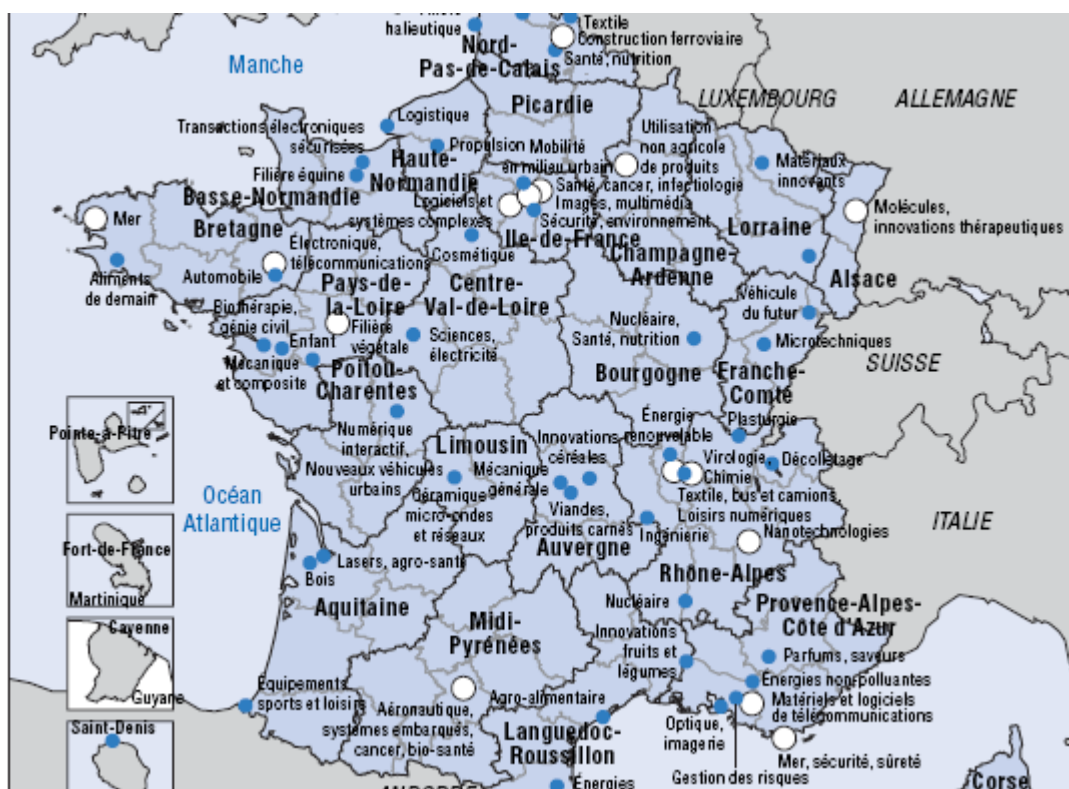 Filière
halieutique
Textile
Construction ferroviaire
Santé, nutrition
Nord-
Pas-de-Calais
Manche
Picardie
LUXEMBOURG
ALLEMAGNE
Logistique
Transactions électroniques
sécurisées
Propulsion
Filière équine
Haute-
Normandie
Basse-Normandie
Mobilité
en milieu urbain
Utilisation
non agricole
de produits
Santé, cancer, infectiologie
Images, multimédia
Sécurité, environnement
Logiciels et
systèmes complexes
Ile-de-France
Matériaux
innovants
Molécules,
innovations thérapeutiques
Lorraine
Alsace
Champagne-
Ardenne
Mer
Bretagne
Aliments
de demain
Électronique,
télécommunications
Automobile
Cosmétique
Pays-de-
la-Loire
Centre-
Val-de-Loire
Biothérapie,
génie civil
Enfant
Mécanique
et composite
Filière
végétale
Sciences,
électricité
Nucléaire,
Santé, nutrition
Bourgogne
Véhicule
du futur
Microtechniques
Franche-
Comté
SUISSE
Poitou-
Charentes
Numérique
interactif,
Nouveaux véhicules
urbains
Limousin
Céramique
micro-ondes
et réseaux
Innovations
céréales
Mécanique
générale
Viandes,
produits carnés
Auvergne
Énergie
renouvelable
Plasturgie
Virologie
Chimie
Décolletage
Textile, bus et camions
Loisirs numériques
Nanotechnologies
Ingénierie
Rhône-Alpes
ITALIE
Pointe-à-Pitre
Océan
Atlantique
Fort-de-France
Martinique
Cayenne
Guyane
Saint-Denis
Lasers, agro-santé
Bois
Aquitaine
Midi-
Pyrénées
Nucléaire
Innovations
fruits et
légumes
Provence-Alpes-
Côte d'Azur
Parfums, saveurs
Énergies non polluantes
Matériels et logiciels
de télécommunications
Équipements
sports et loisirs
Aéronautique,
systèmes embarqués,
cancer, bio-santé
Agro-alimentaire
Languedoc-
Roussillon
Optique,
imagerie
Mer, sécurité, sûreté
Gestion des risques
Énergies
Corse
ANDORRE